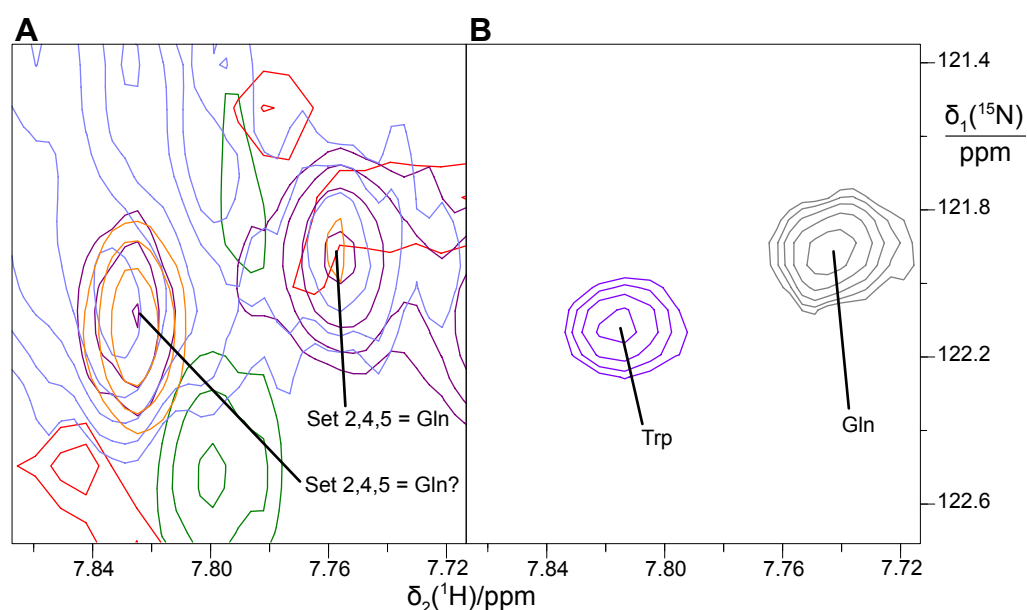 A
B
Set 2,4,5 = Gln
Set 2,4,5 = Gln?
Trp
Gln
−121.4
−121.8
−122.2
−122.6
δ₁(¹⁵N)
ppm
7.84
7.80
7.76
7.72
7.84
7.80
7.76
7.72
δ₂(¹H)/ppm